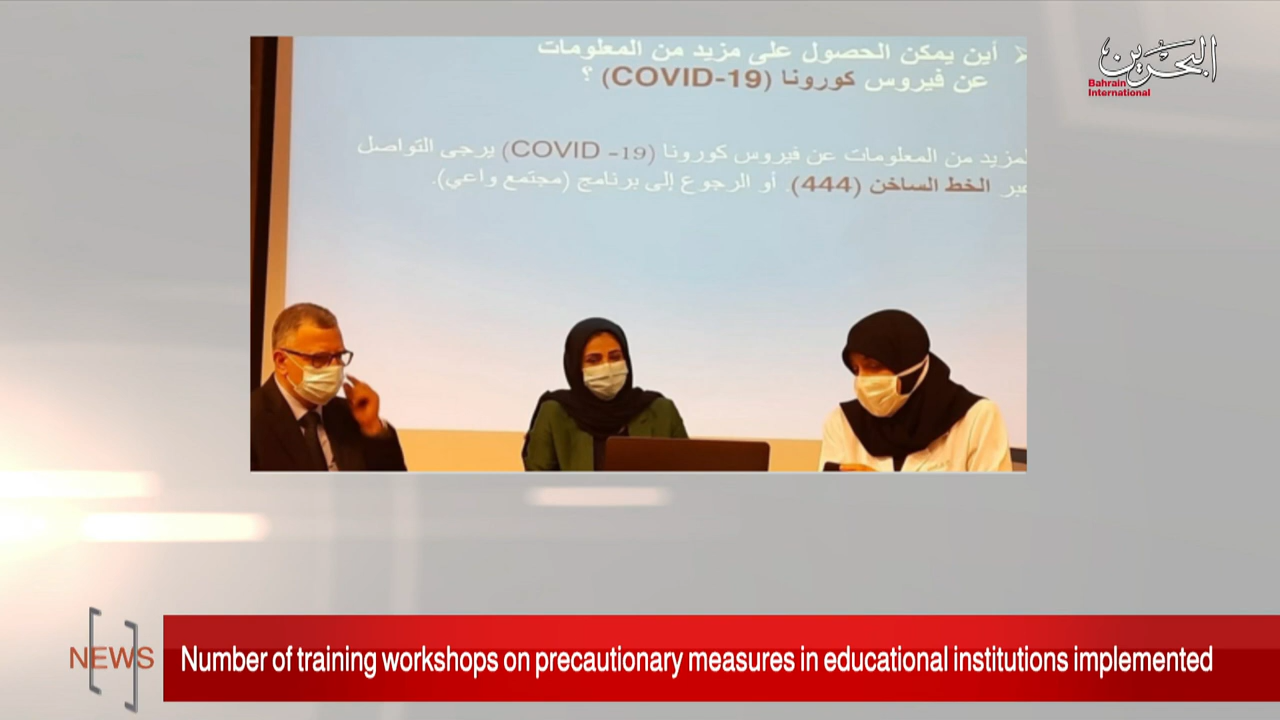 أين يمكن الحصول على مزيد من المعلومات
عن فيروس كورونا (COVID-19) ؟
لمزيد من المعلومات عن فيروس كورونا (COVID -19) يرجى التواصل
عبر الخط الساخن (444) أو الرجوع إلى برنامج (مجتمع واعي).
البحرين
Bahrain
International
NEWS
Number of training workshops on precautionary measures in educational institutions implemented